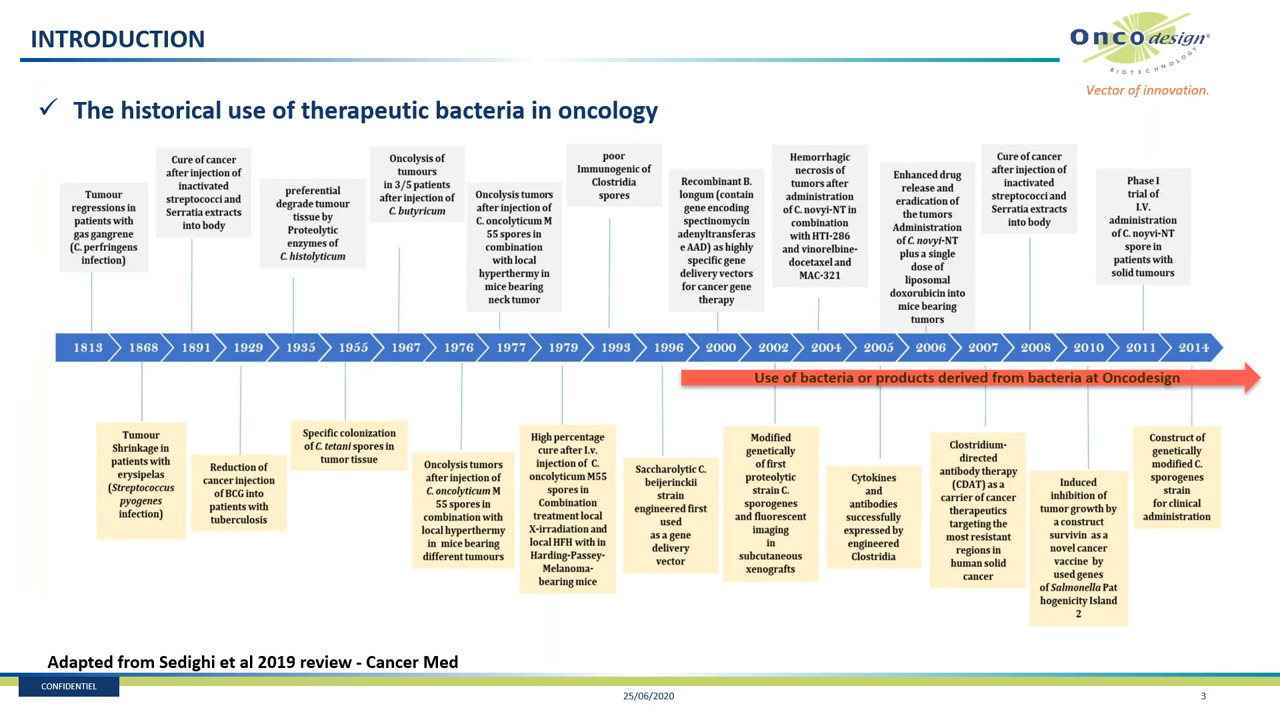 INTRODUCTION
Oncodesign®
BIOTECHNOLOGY
Vector of innovation.
✓ The historical use of therapeutic bacteria in oncology
Tumour
regressions in
patients with
gas gangrene
(C. perfringens
infection)
Cure of cancer
after injection of
inactivated
streptococci and
Serratia extracts
into body
preferential
degrade tumour
tissue by
Proteolytic
enzymes of
C. histolyticum
Oncolysis of
tumours
in 3/5 patients
after injection of
C. butyricum
Oncolysis tumors
after injection of
C. oncolyticum M
55 spores in
combination
with local
hyperthermy in
mice bearing
neck tumor
poor
Immunogenic of
Clostridia
spores
Recombinant B.
longum (contain
gene encoding
spectinomycin
adenyltransferas
e AAD) as highly
specific gene
delivery vectors
for cancer gene
therapy
Hemorrhagic
necrosis of
tumors after
administration
of C. novyi-NT in
combination
with HTI-286
and vinorelbine-
docetaxel and
MAC-321
Enhanced drug
release and
eradication of
the tumors
Administration
of C. novyi-NT
plus a single
dose of
liposomal
doxorubicin into
mice bearing
tumors
Cure of cancer
after injection of
inactivated
streptococci and
Serratia extracts
into body
Phase I
trial of
I.V.
administration
of C. noyvi-NT
spore in
patients with
solid tumours
1813 1868 1891 1929 1935 1955 1967 1976 1977 1979 1993 1996 2000 2002 2004 2005 2006 2007 2008 2010 2011 2014
Use of bacteria or products derived from bacteria at Oncodesign
Tumour
Shrinkage in
patients with
erysipelas
(Streptococcus
pyogenes
infection)
Reduction of
cancer injection
of BCG into
patients with
tuberculosis
Specific colonization
of C. tetani spores in
tumor tissue
Oncolysis tumors
after injection of
C. oncolyticum M
55 spores in
combination with
local hyperthermy
in mice bearing
different tumours
High percentage
cure after I.v.
injection of C.
oncolyticum M55
spores in
Combination
treatment local
X-irradiation and
local HFH with in
Harding-Passey-
Melanoma-
bearing mice
Saccharolytic C.
beijerinckii
strain
engineered first
used
as a gene
delivery
vector
Modified
genetically
of first
proteolytic
strain C.
sporogenes
and fluorescent
imaging
in
subcutaneous
xenografts
Cytokines
and
antibodies
successfully
expressed by
engineered
Clostridia
Clostridium-
directed
antibody therapy
(CDAT) as a
carrier of cancer
therapeutics
targeting the
most resistant
regions in
human solid
cancer
Induced
inhibition of
tumor growth by
a construct
survivin as a
novel cancer
vaccine by
used genes
of Salmonella Pat
hogenicity Island
2
Construct of
genetically
modified C.
sporogenes
strain
for clinical
administration
Adapted from Sedighi et al 2019 review - Cancer Med
CONFIDENTIEL
25/06/2020
3